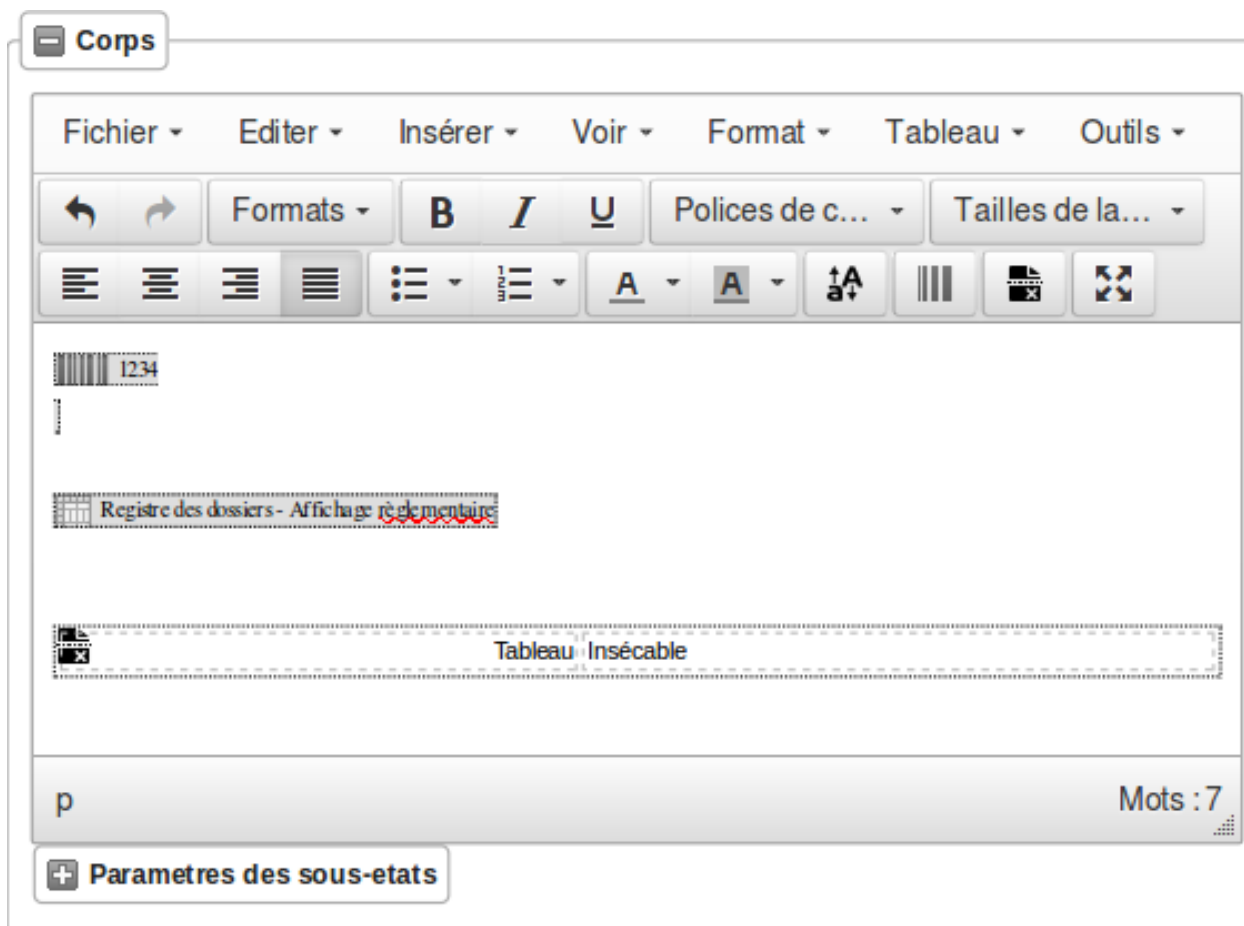 Corps
Fichier Editer Insérer Voir Format Tableau Outils
Formats B I U Polices de c... Tailles de la...
A A
1234
Registre des dossiers - Affichage règlementaire
Tableau Insécable
p Mots : 7
Parametres des sous-etats